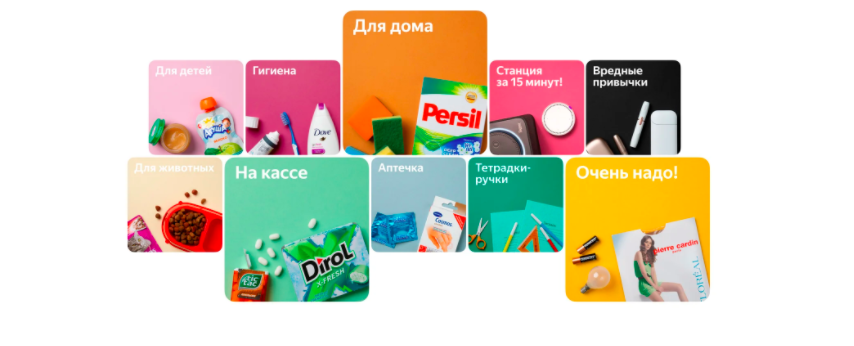 Для дома
Для детей
Гигиена
Станция
за 15 минут!
Вредные
привычки
Persil
Dove
Для животных
На кассе
Аптечка
Тетрадки-
ручки
Очень надо!
DIROL
X-FRESH
tic
tac
pierre cardin